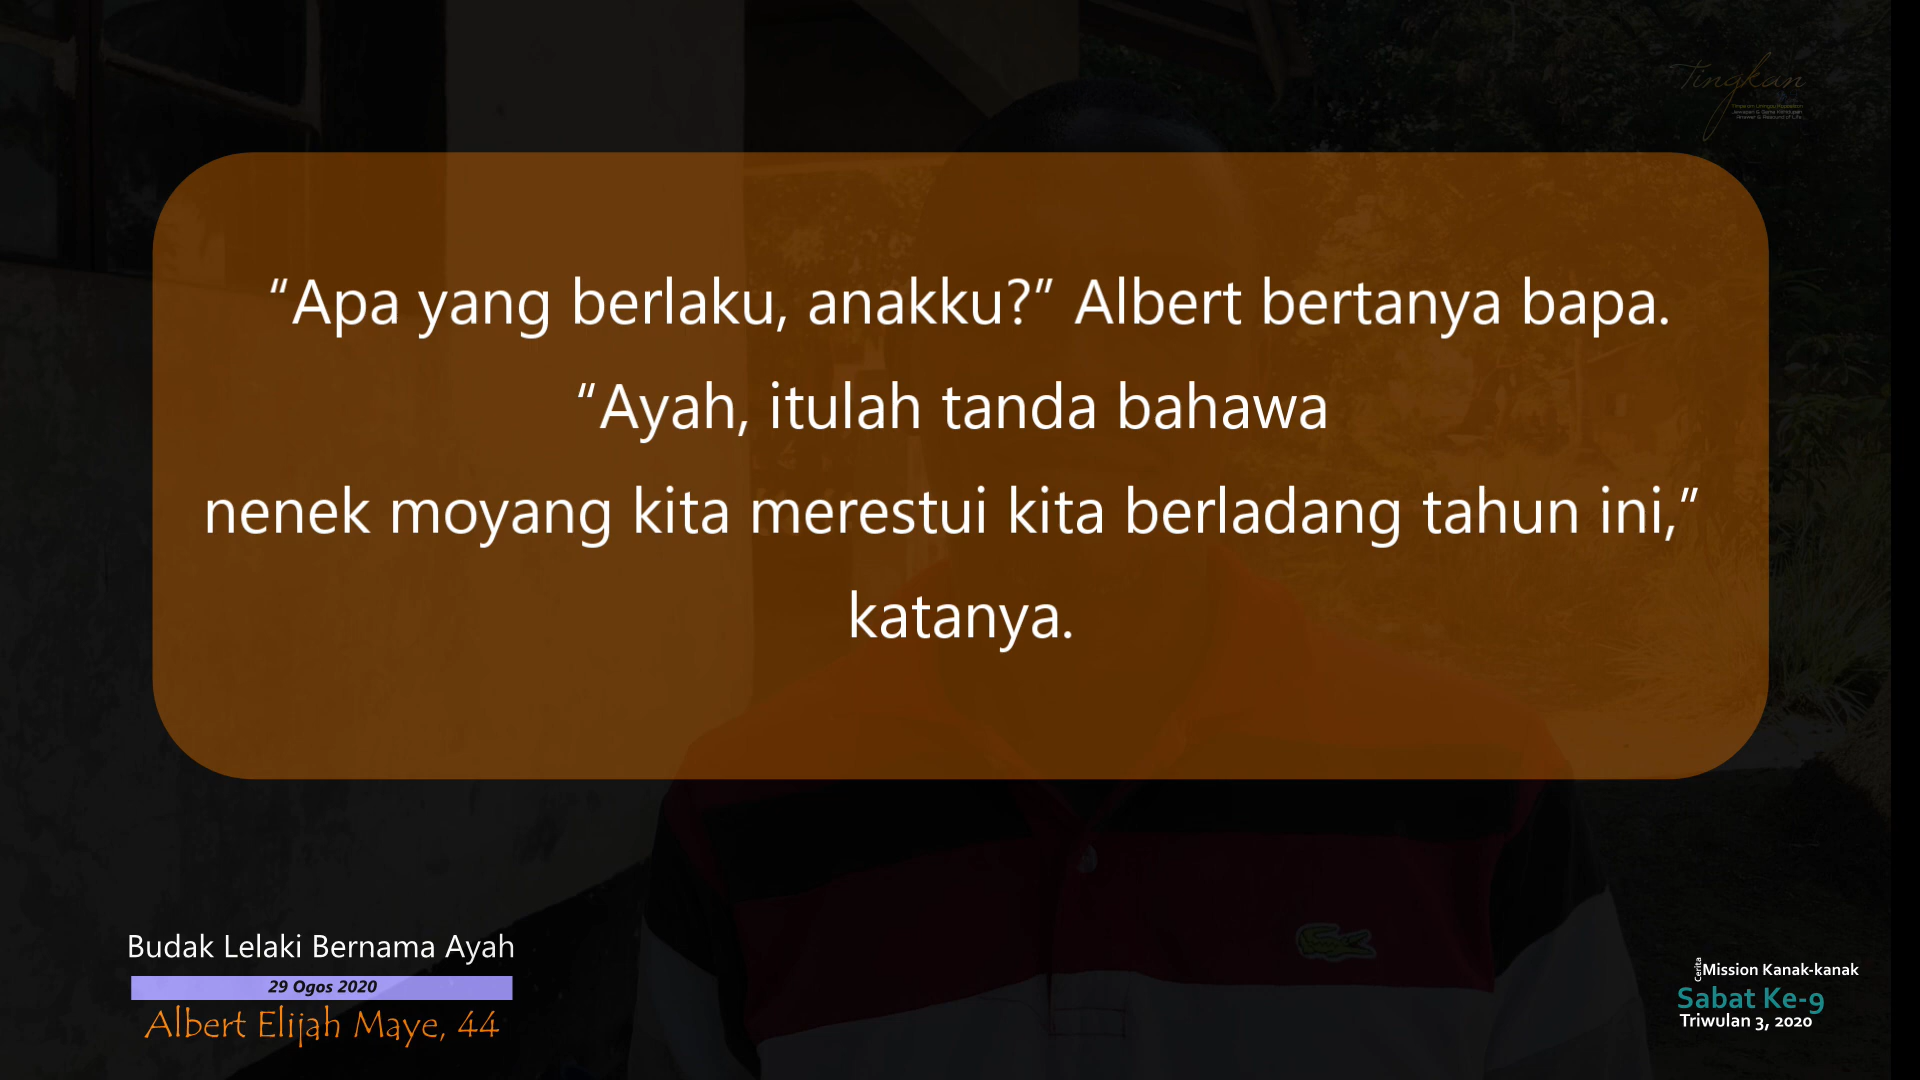 Tingkan
“Apa yang berlaku, anakku?” Albert bertanya bapa.
“Ayah, itulah tanda bahawa
nenek moyang kita merestui kita berladang tahun ini,”
katanya.
Budak Lelaki Bernama Ayah
29 Ogos 2020
Albert Elijah Maye, 44
Cerita
Mission Kanak-kanak
Sabat Ke-9
Triwulan 3, 2020